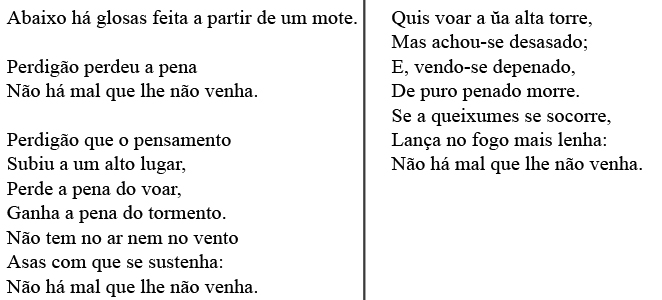 Abaixo há glosas feita a partir de um mote.
Perdigão perdeu a pena
Não há mal que lhe não venha.
Perdigão que o pensamento
Subiu a um alto lugar,
Perde a pena do voar,
Ganha a pena do tormento.
Não tem no ar nem no vento
Asas com que se sustenha:
Não há mal que lhe não venha.
Quis voar a ũa alta torre,
Mas achou-se desasado;
E, vendo-se depenado,
De puro penado morre.
Se a queixumes se socorre,
Lança no fogo mais lenha:
Não há mal que lhe não venha.